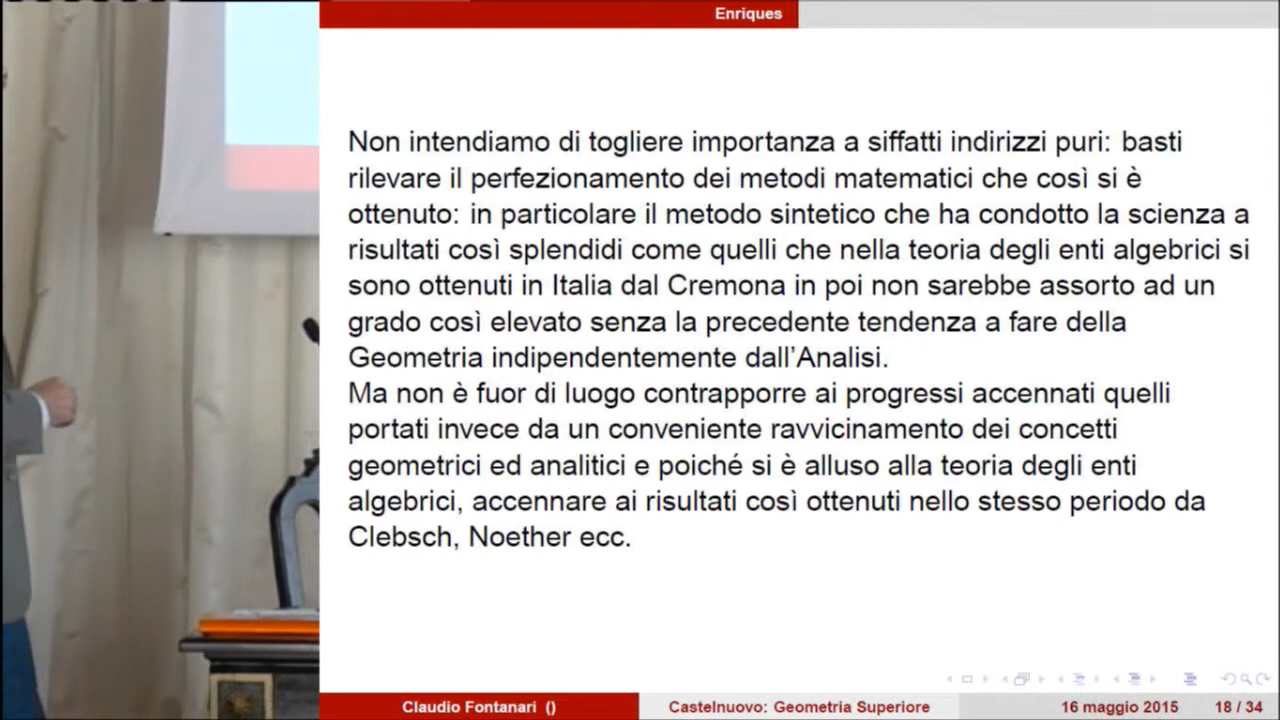 Enriques
Non intendiamo di togliere importanza a siffatti indirizzi puri: basti
rilevare il perfezionamento dei metodi matematici che così si è
ottenuto: in particolare il metodo sintetico che ha condotto la scienza a
risultati così splendidi come quelli che nella teoria degli enti algebrici si
sono ottenuti in Italia dal Cremona in poi non sarebbe assorto ad un
grado così elevato senza la precedente tendenza a fare della
Geometria indipendentemente dall'Analisi.
Ma non è fuor di luogo contrapporre ai progressi accennati quelli
portati invece da un conveniente ravvicinamento dei concetti
geometrici ed analitici e poiché si è alluso alla teoria degli enti
algebrici, accennare ai risultati così ottenuti nello stesso periodo da
Clebsch, Noether ecc.
Claudio Fontanari () Castelnuovo: Geometria Superiore 16 maggio 2015 18 / 34